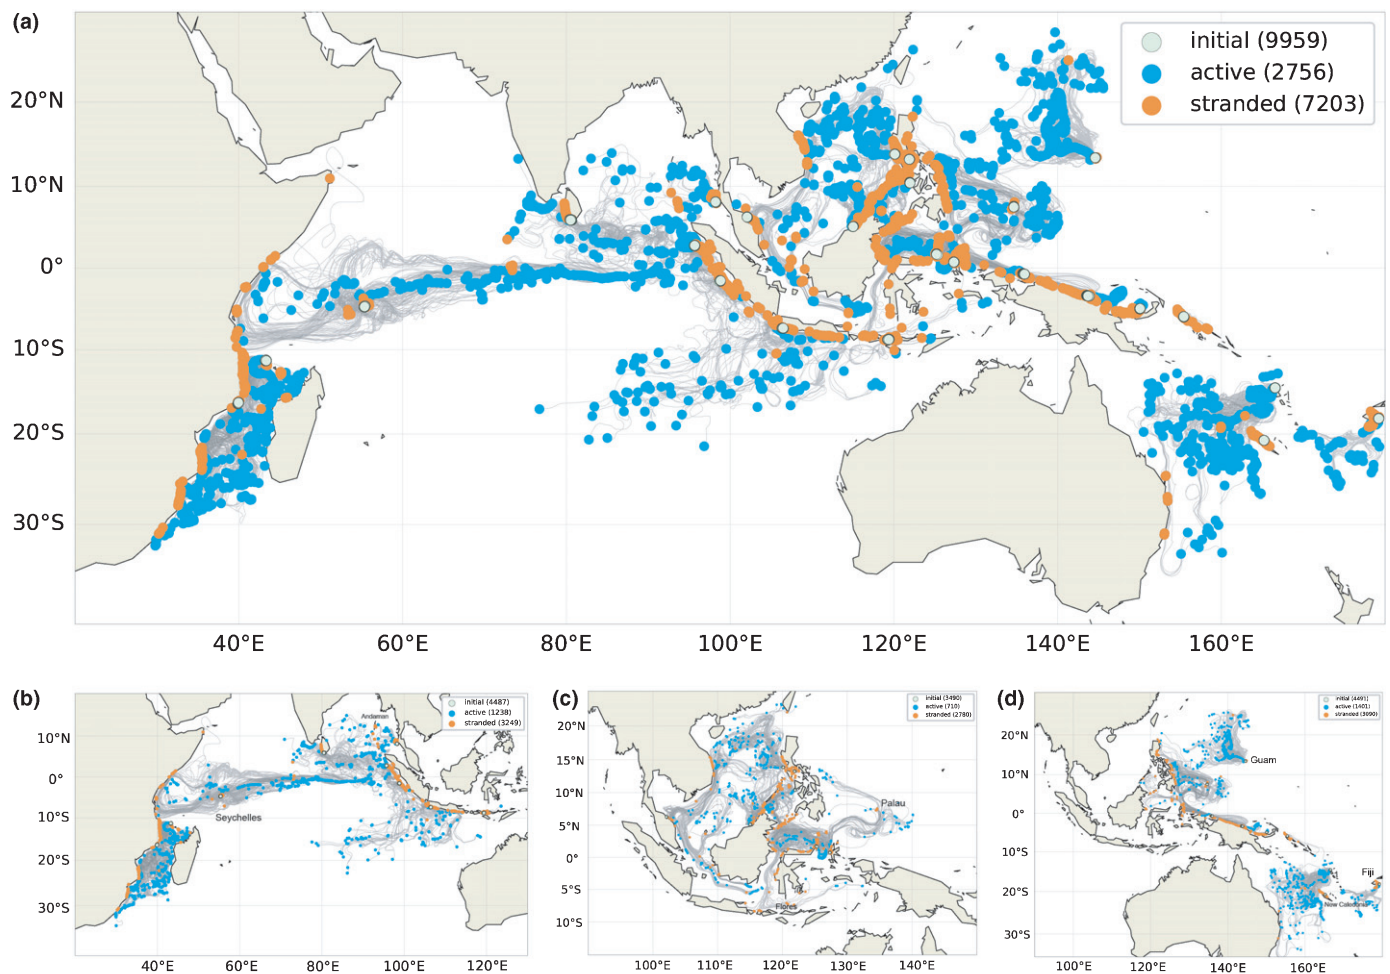 (a)
initial (9959)
active (2756)
stranded (7203)
20°N
10°N
0°
10°S
20°S
30°S
40°E
60°E
80°E
100°E
120°E
140°E
160°E
(b)
initial (4487)
active (1238)
stranded (3249)
Andaman
Seychelles
10°N
0°
10°S
20°S
30°S
40°E
60°E
80°E
100°E
120°E
(c)
initial (3490)
active (710)
stranded (2780)
Palau
Flores
20°N
15°N
10°N
5°N
0°
5°S
10°S
100°E
110°E
120°E
130°E
140°E
(d)
initial (4491)
active (1401)
stranded (3090)
Guam
Fiji
New Caledonia
20°N
10°N
0°
10°S
20°S
30°S
100°E
120°E
140°E
160°E